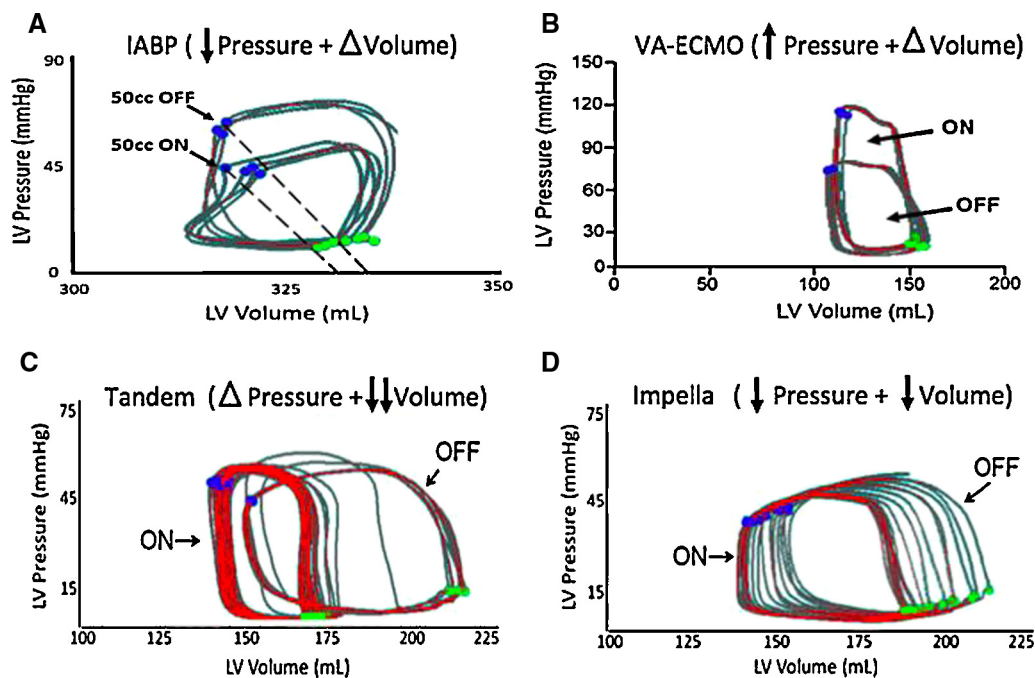 A
IABP ( ↓ Pressure + Δ Volume)
90
45
0
LV Pressure (mmHg)
50cc OFF
50cc ON
300
325
350
LV Volume (mL)
B
VA-ECMO ( ↑ Pressure + Δ Volume)
150
120
90
60
30
0
LV Pressure (mmHg)
ON
OFF
0
50
100
150
200
LV Volume (mL)
C
Tandem ( Δ Pressure + ↓↓ Volume)
75
45
15
LV Pressure (mmHg)
OFF
ON
100
125
150
175
200
225
LV Volume (mL)
D
Impella ( ↓ Pressure + ↓ Volume)
75
45
15
LV Pressure (mmHg)
OFF
ON
100
125
150
175
200
225
LV Volume (mL)